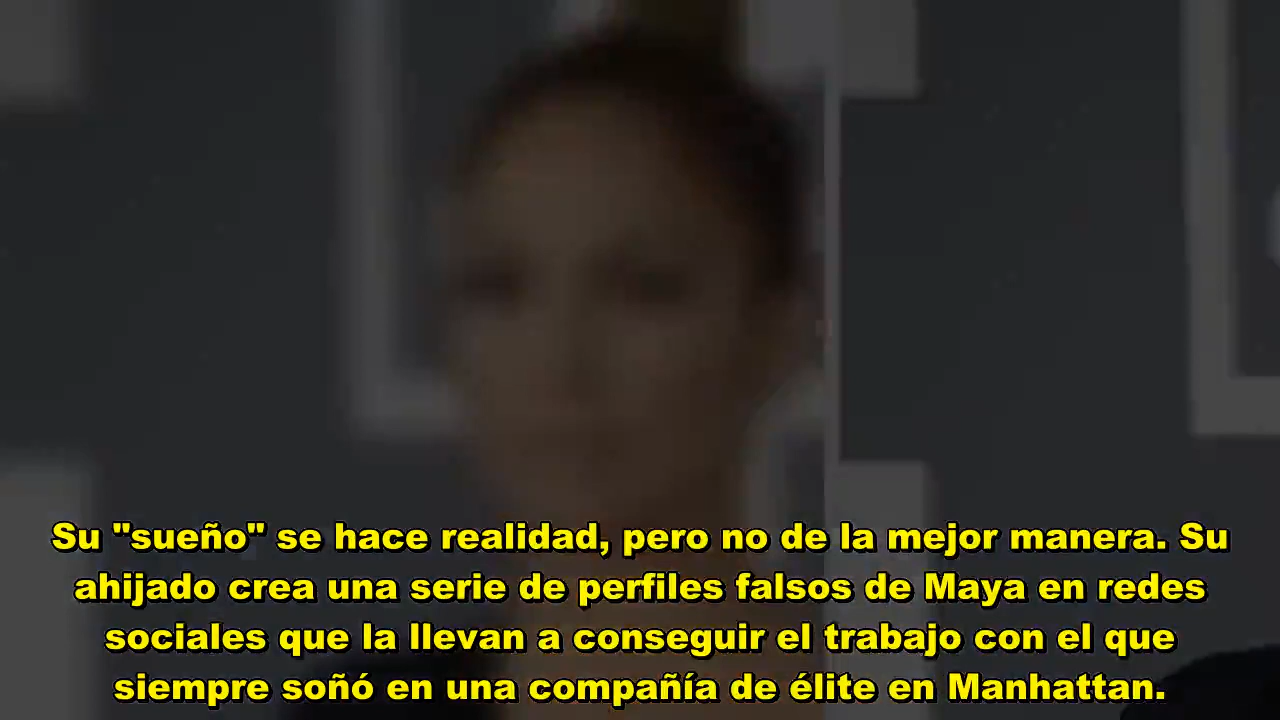 Su "sueño" se hace realidad, pero no de la mejor manera. Su
ahijado crea una serie de perfiles falsos de Maya en redes
sociales que la llevan a conseguir el trabajo con el que
siempre soñó en una compañía de élite en Manhattan.